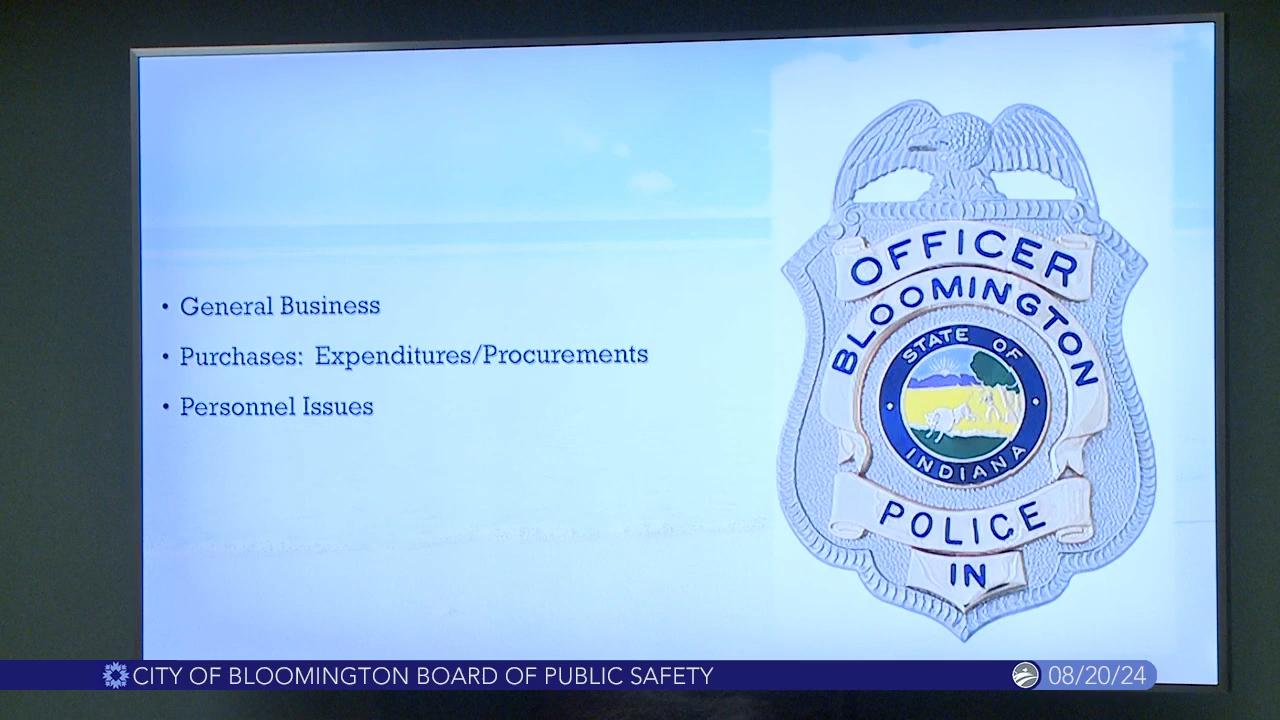 • General Business
• Purchases: Expenditures/Procurements
• Personnel Issues
OFFICER
BLOOMINGTON
STATE OF
INDIANA
POLICE
IN
CITY OF BLOOMINGTON BOARD OF PUBLIC SAFETY
08/20/24